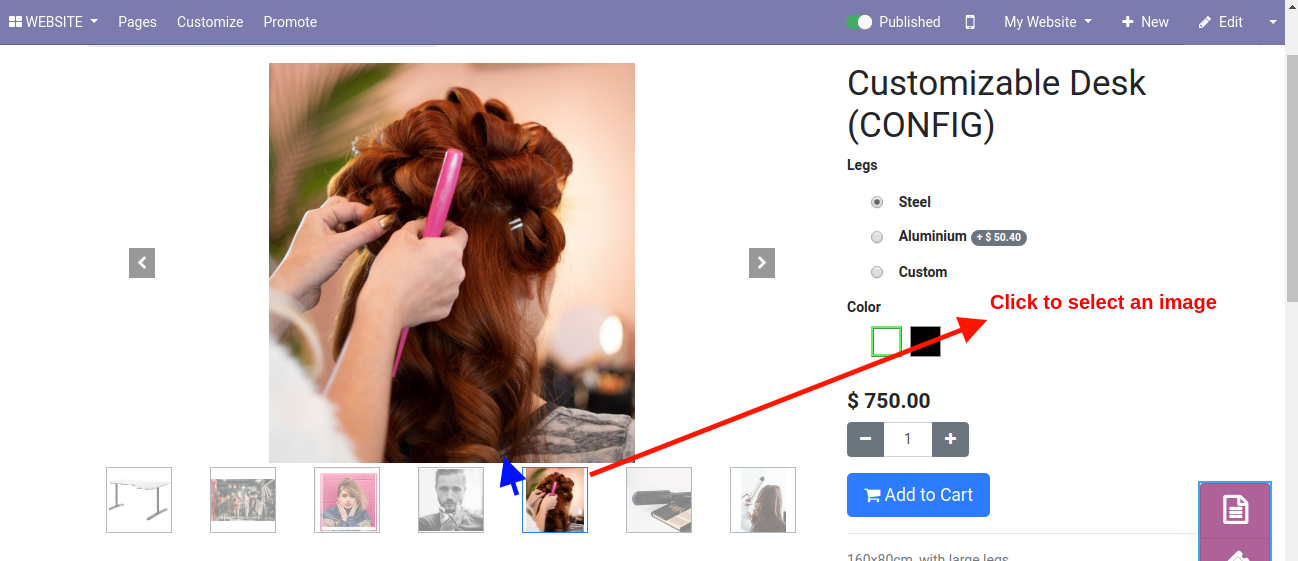 WEBSITE Pages Customize Promote Published My Website New Edit
Customizable Desk
(CONFIG)
Legs
Steel
Aluminium + $ 50.40
Custom
Click to select an image
Color
$ 750.00
1
Add to Cart
160x80cm, with large legs.